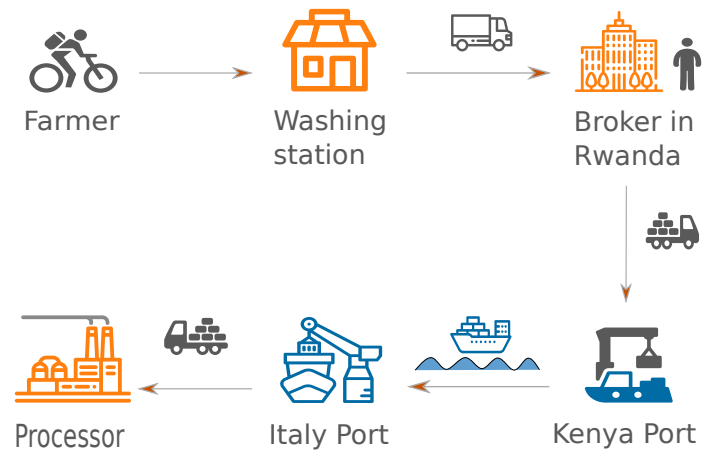 Farmer
Washing
station
Broker in
Rwanda
Processor
Italy Port
Kenya Port